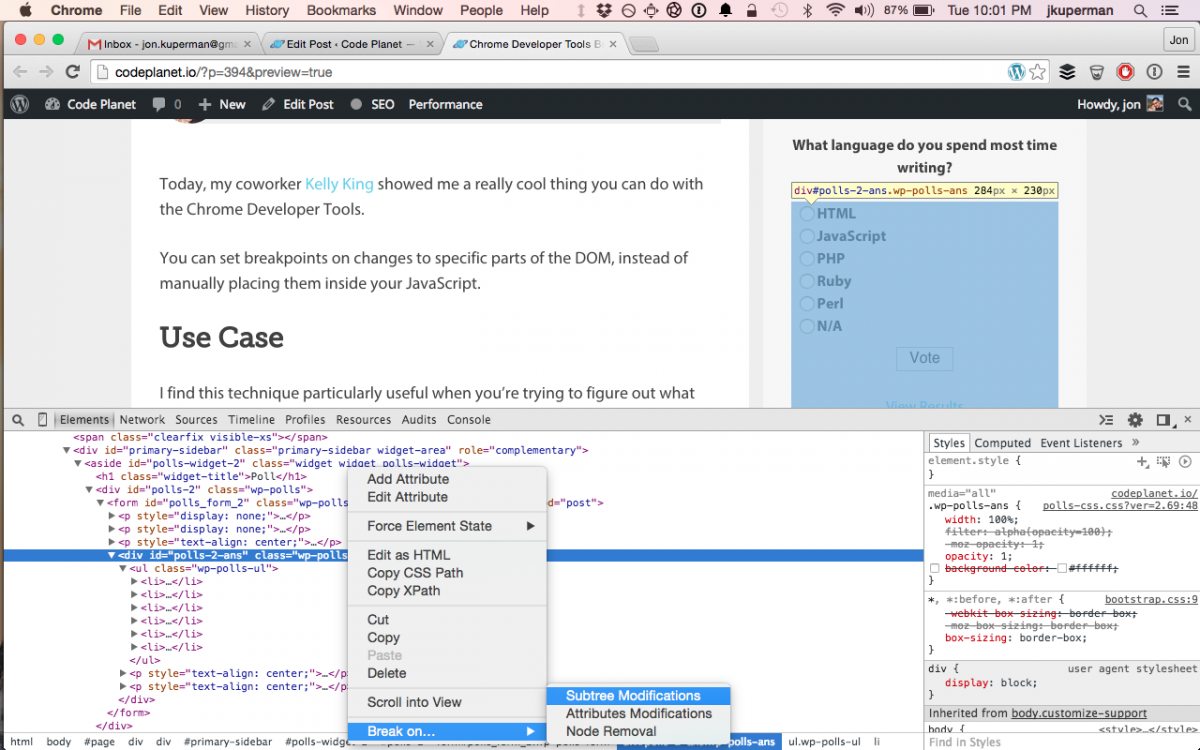 Chrome File Edit View History Bookmarks Window People Help 87% Tue 10:01 PM jkuperman
Inbox - jon.kuperman@gm
Edit Post ‹ Code Planet —
Chrome Developer Tools B
Jon
codeplanet.io/?p=394&preview=true
Code Planet 0 New Edit Post SEO Performance Howdy, jon
Today, my coworker Kelly King showed me a really cool thing you can do with
the Chrome Developer Tools.
You can set breakpoints on changes to specific parts of the DOM, instead of
manually placing them inside your JavaScript.
Use Case
I find this technique particularly useful when you're trying to figure out what
What language do you spend most time
writing?
div#polls-2-ans.wp-polls-ans 284px × 230px
HTML
JavaScript
PHP
Ruby
Perl
N/A
Vote
View Results
Elements Network Sources Timeline Profiles Resources Audits Console
<span class="clearfix visible-xs"></span>
▼<div id="primary-sidebar" class="primary-sidebar widget-area" role="complementary">
▼<aside id="polls-widget-2" class="widget widget polls-widget">
<h1 class="widget-title">Poll</h1>
▼<div id="polls-2" class="wp-polls">
▼<form id="polls_form_2" class="wp-polls d="post">
▶<p style="display: none;">…</p>
▶<p style="display: none;">…</p>
▶<p style="text-align: center;">…</p>
▼<div id="polls-2-ans" class="wp-polls
▼<ul class="wp-polls-ul">
▶<li>…</li>
▶<li>…</li>
▶<li>…</li>
▶<li>…</li>
▶<li>…</li>
▶<li>…</li>
</ul>
▶<p style="text-align: center;">…</p>
▶<p style="text-align: center;">…</p>
</div>
</form>
</div>
Add Attribute
Edit Attribute
Force Element State ▶
Edit as HTML
Copy CSS Path
Copy XPath
Cut
Copy
Paste
Delete
Scroll into View
Break on... ▶
Subtree Modifications
Attributes Modifications
Node Removal
html body #page div div #primary-sidebar #polls-widget-2 ul.wp-polls-ul li
Styles Computed Event Listeners »
element.style {
}
media="all" codeplanet.io/
.wp-polls-ans { polls-css.css?ver=2.69:48
width: 100%;
filter: alpha(opacity=100);
-moz-opacity: 1;
opacity: 1;
background-color: #ffffff;
}
*, *:before, *:after { bootstrap.css:9
-webkit-box-sizing: border-box;
-moz-box-sizing: border-box;
box-sizing: border-box;
}
div { user agent stylesheet
display: block;
}
Inherited from body.customize-support
body { <style>…</style>
Find in Styles